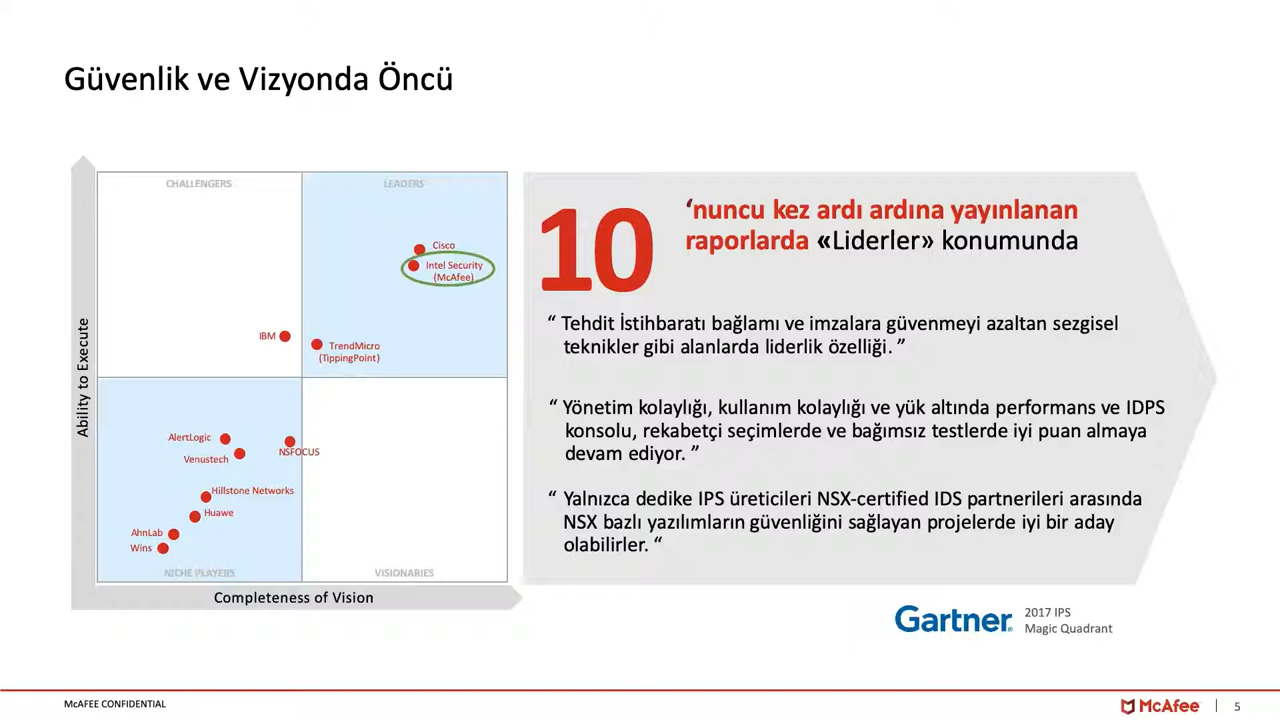 Güvenlik ve Vizyonda Öncü
CHALLENGERS
LEADERS
Cisco
Intel Security
(McAfee)
IBM
TrendMicro
(TippingPoint)
Ability to Execute
AlertLogic
Venustech
NSFOCUS
Hillstone Networks
Huawe
AhnLab
Wins
NICHE PLAYERS
VISIONARIES
Completeness of Vision
10
‘nuncu kez ardı ardına yayınlanan
raporlarda «Liderler» konumunda
“ Tehdit İstihbaratı bağlamı ve imzalara güvenmeyi azaltan sezgisel
teknikler gibi alanlarda liderlik özelliği. ”
“ Yönetim kolaylığı, kullanım kolaylığı ve yük altında performans ve IDPS
konsolu, rekabetçi seçimlerde ve bağımsız testlerde iyi puan almaya
devam ediyor. ”
“ Yalnızca dedike IPS üreticileri NSX-certified IDS partnerileri arasında
NSX bazlı yazılımların güvenliğini sağlayan projelerde iyi bir aday
olabilirler. “
Gartner
2017 IPS
Magic Quadrant
McAFEE CONFIDENTIAL
McAfee
5